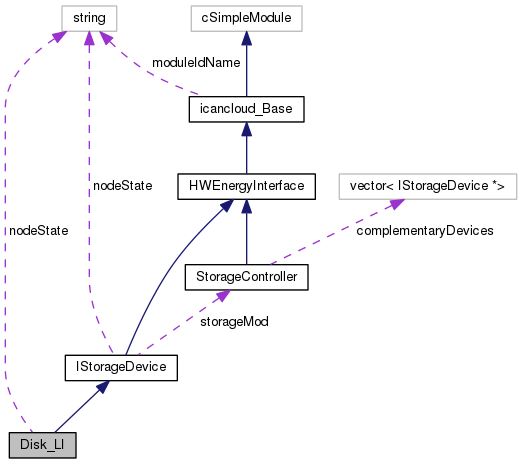 string
cSimpleModule
moduleIdName
icancloud_Base
nodeState
HWEnergyInterface
vector< IStorageDevice *>
nodeState
complementaryDevices
StorageController
storageMod
IStorageDevice
Disk_LI